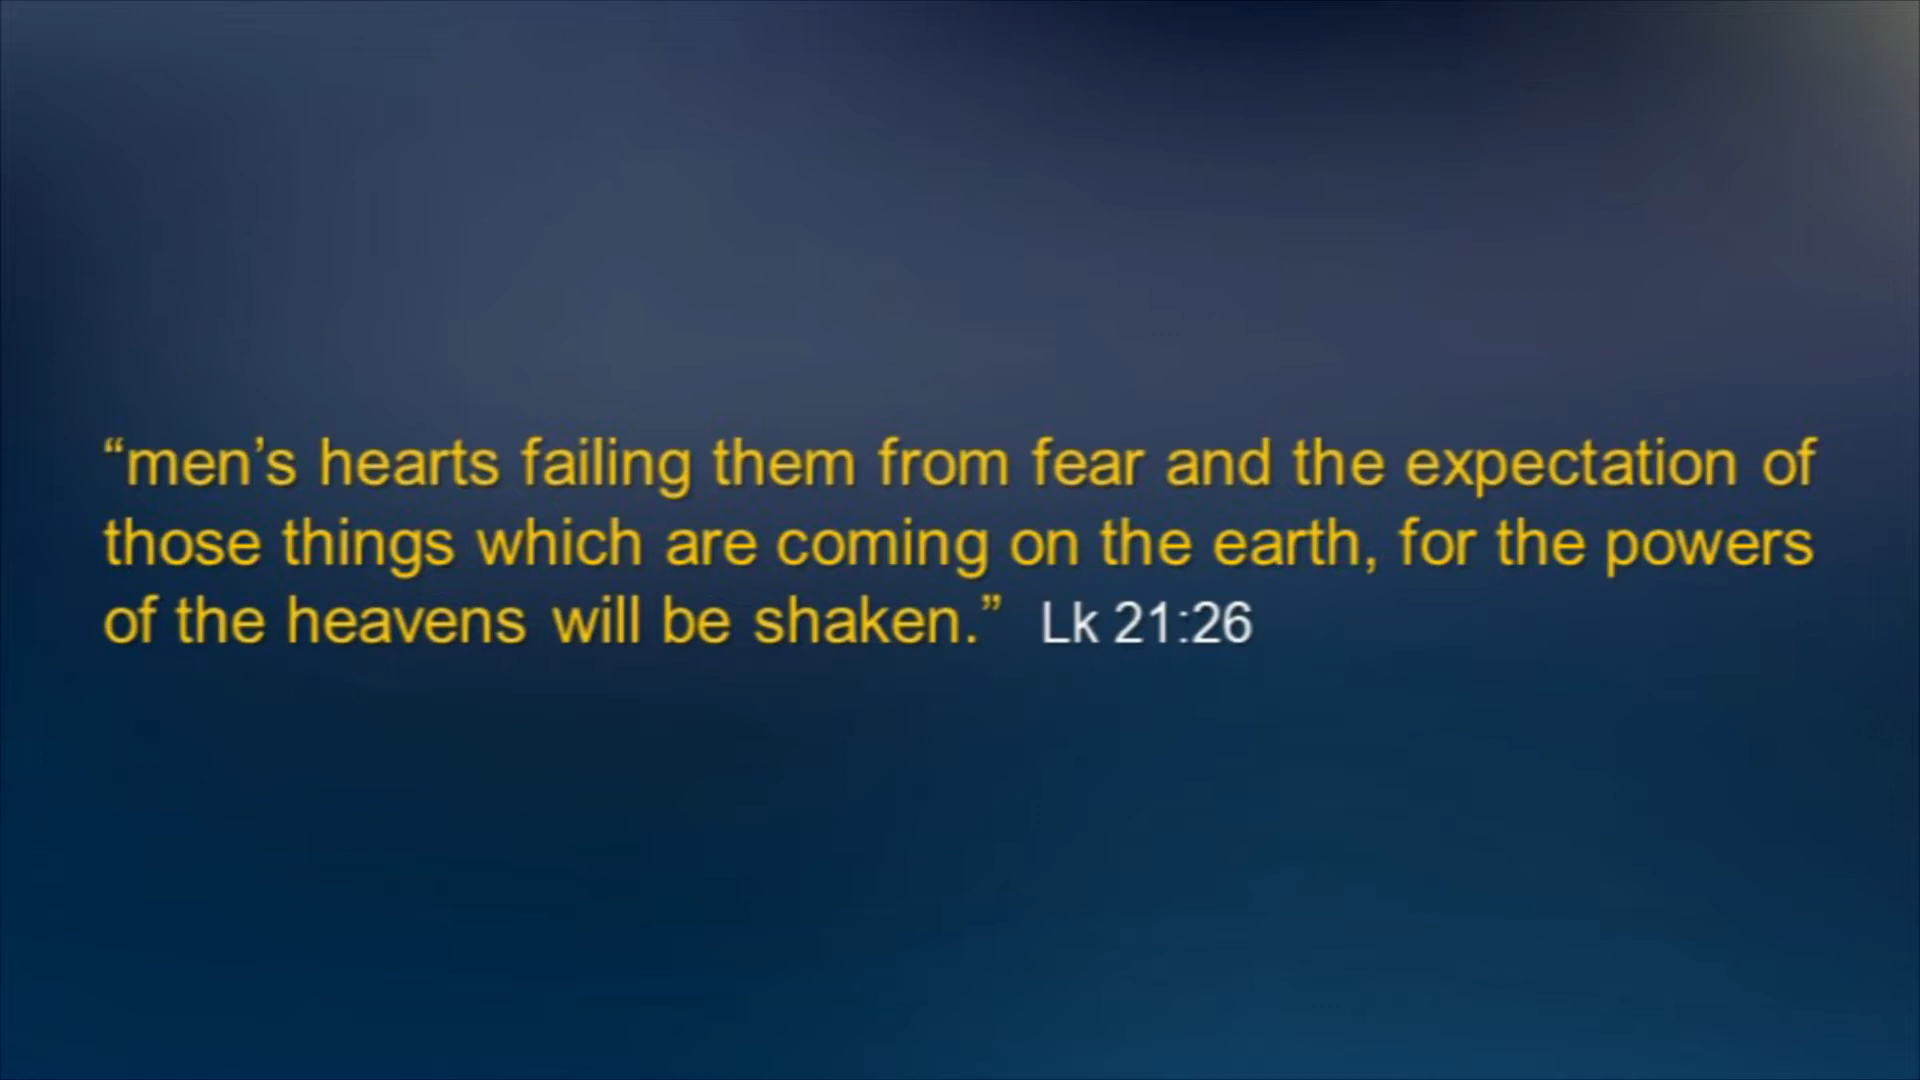 “men’s hearts failing them from fear and the expectation of
those things which are coming on the earth, for the powers
of the heavens will be shaken.” Lk 21:26